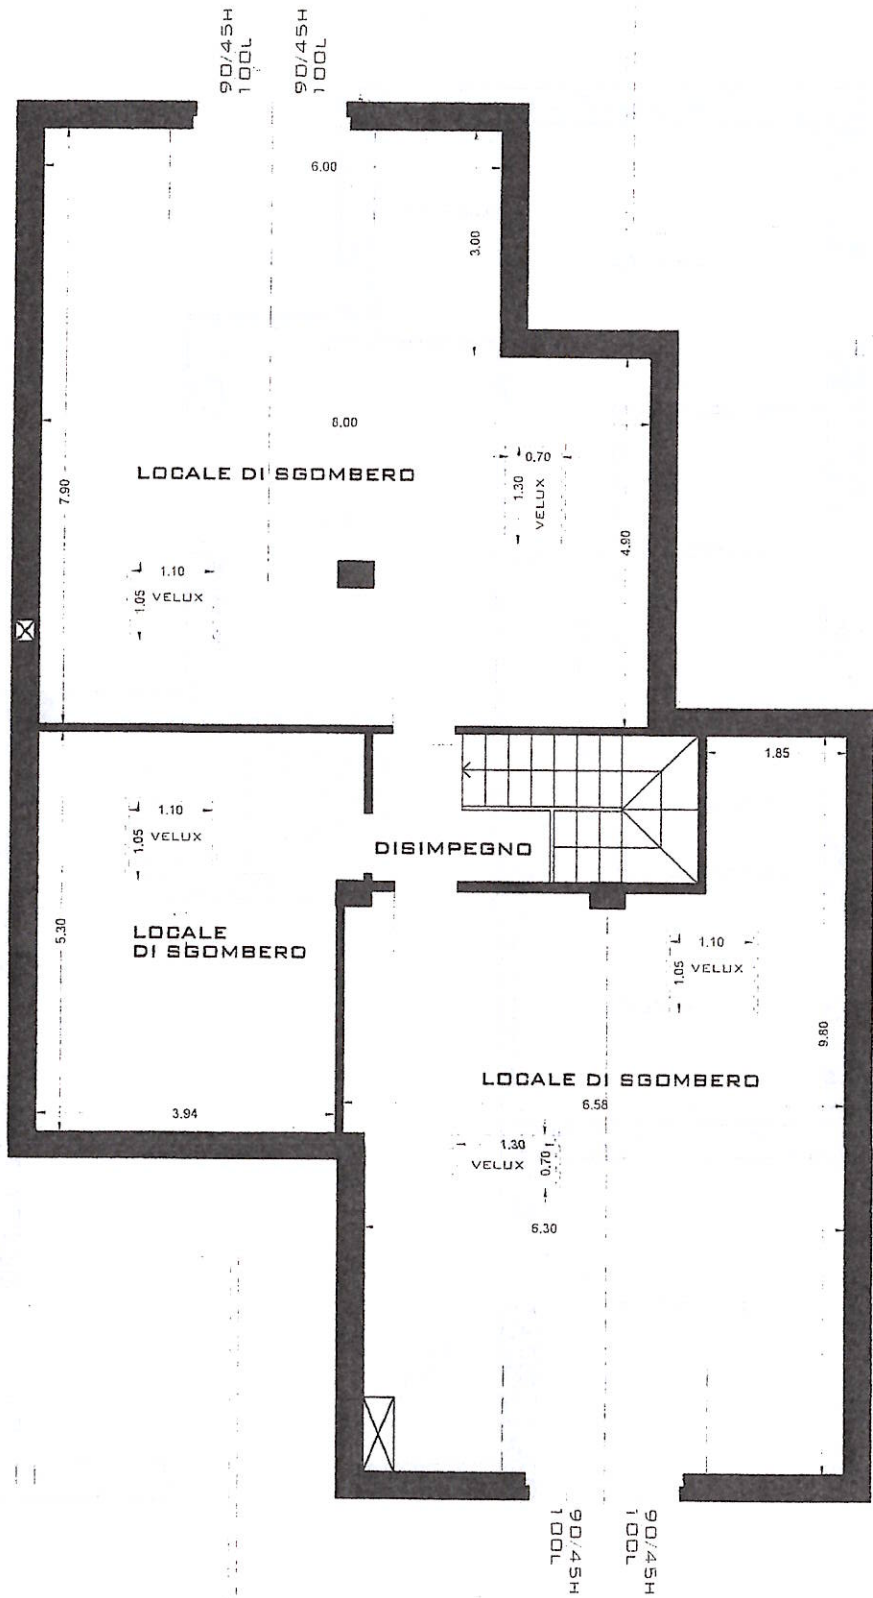 90/45H
100L
90/45H
100L
6.00
3.00
8.00
7.90
LOCALE DI SGOMBERO
0.70
1.30
VELUX
4.90
1.10
1.05
VELUX
1.85
1.10
1.05
VELUX
DISIMPEGNO
LOCALE
DI SGOMBERO
5.30
1.10
1.05
VELUX
9.80
LOCALE DI SGOMBERO
6.58
3.94
1.30
0.70
VELUX
6.30
90/45H
100L
90/45H
100L